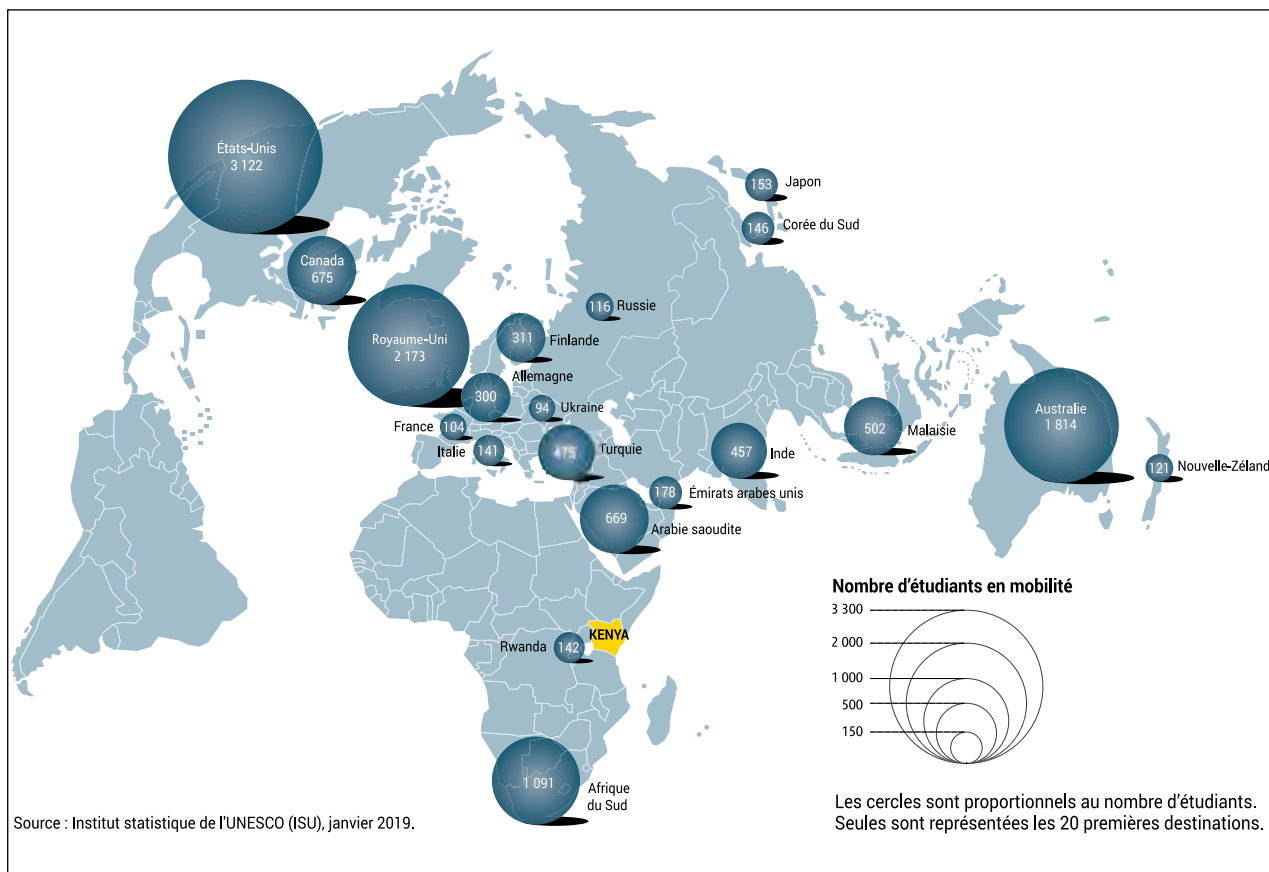 États-Unis
3 122
Canada
675
Royaume-Uni
2 173
153
Japon
146
Corée du Sud
116
Russie
311
Finlande
Allemagne
300
94
Ukraine
France
104
Italie
141
Turquie
457
Inde
502
Malaisie
Australie
1 814
121
Nouvelle-Zéland
178
Émirats arabes unis
669
Arabie saoudite
KENYA
Rwanda
142
1 091
Afrique
du Sud
Nombre d'étudiants en mobilité
3 300
2 000
1 000
500
150
Les cercles sont proportionnels au nombre d'étudiants.
Seules sont représentées les 20 premières destinations.
Source : Institut statistique de l'UNESCO (ISU), janvier 2019.